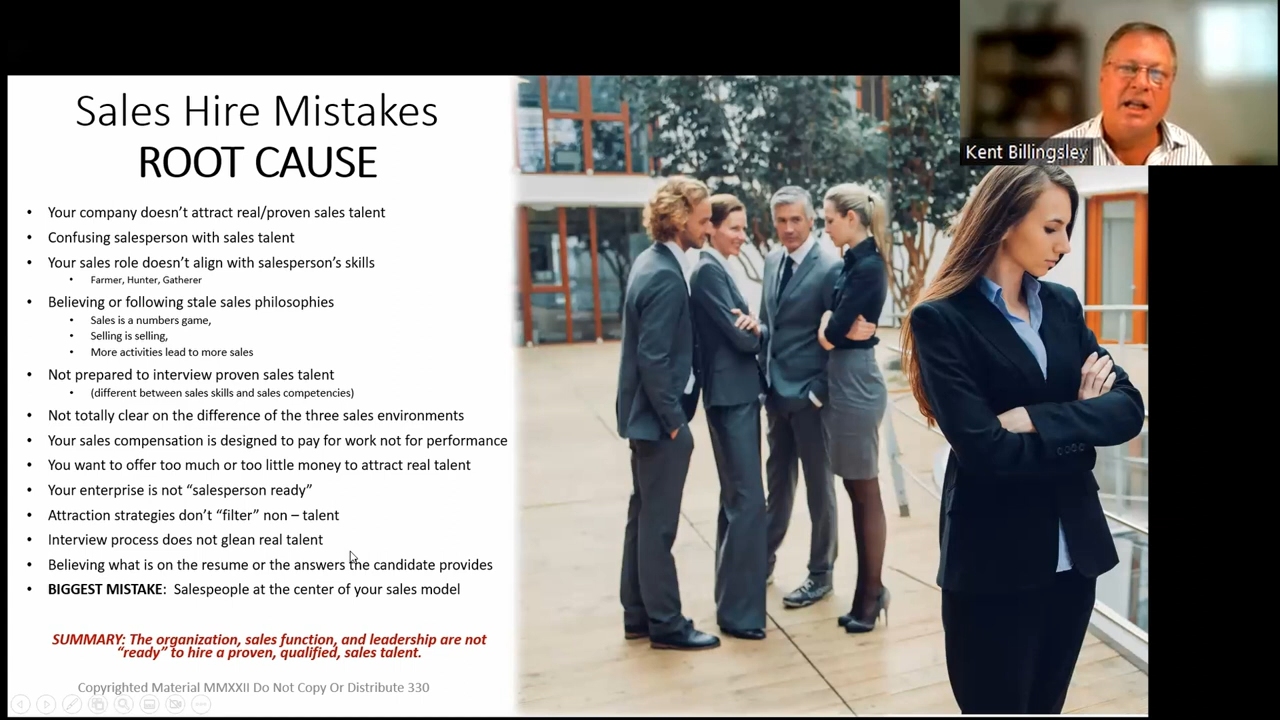 Sales Hire Mistakes
ROOT CAUSE
• Your company doesn't attract real/proven sales talent
• Confusing salesperson with sales talent
• Your sales role doesn't align with salesperson's skills
• Farmer, Hunter, Gatherer
• Believing or following stale sales philosophies
• Sales is a numbers game,
• Selling is selling,
• More activities lead to more sales
• Not prepared to interview proven sales talent
• (different between sales skills and sales competencies)
• Not totally clear on the difference of the three sales environments
• Your sales compensation is designed to pay for work not for performance
• You want to offer too much or too little money to attract real talent
• Your enterprise is not “salesperson ready”
• Attraction strategies don't “filter” non – talent
• Interview process does not glean real talent
• Believing what is on the resume or the answers the candidate provides
• BIGGEST MISTAKE: Salespeople at the center of your sales model
SUMMARY: The organization, sales function, and leadership are not
“ready” to hire a proven, qualified, sales talent.
Copyrighted Material MMXXII Do Not Copy Or Distribute 330
Kent Billingsley